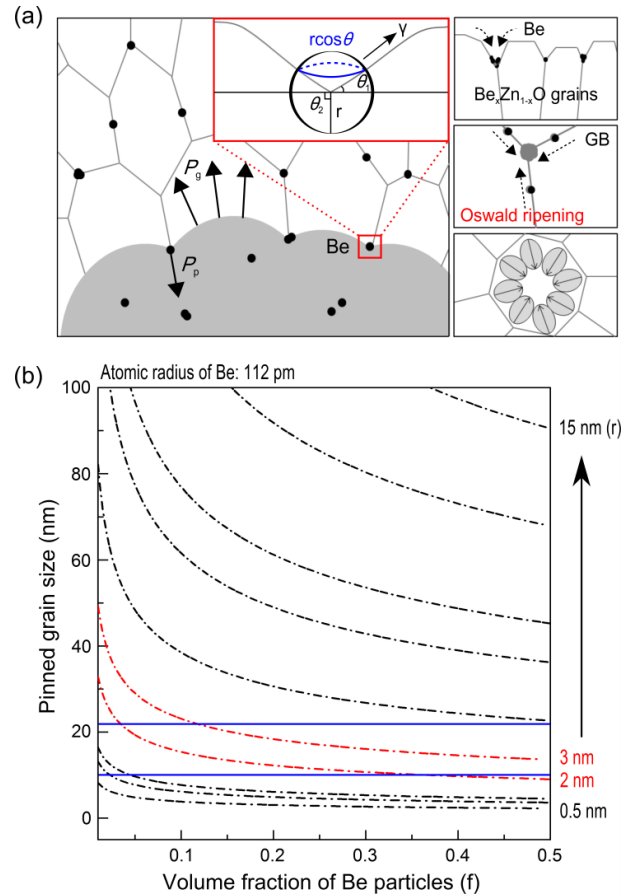 (a)
rcosθ
γ
θ₁
θ₂
r
Pg
Pp
Be
Be
BeₓZn₁₋ₓO grains
GB
Oswald ripening
(b)
Atomic radius of Be: 112 pm
100
80
60
40
20
0
Pinned grain size (nm)
15 nm (r)
3 nm
2 nm
0.5 nm
0.1
0.2
0.3
0.4
0.5
Volume fraction of Be particles (f)